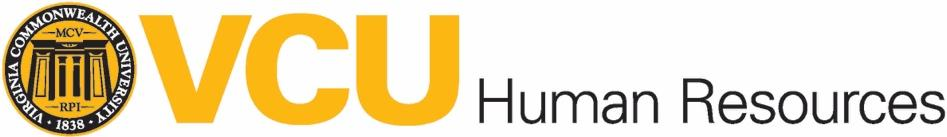 VIRGINIA COMMONWEALTH UNIVERSITY
MCV
RPI
• 1838 •
VCU Human Resources